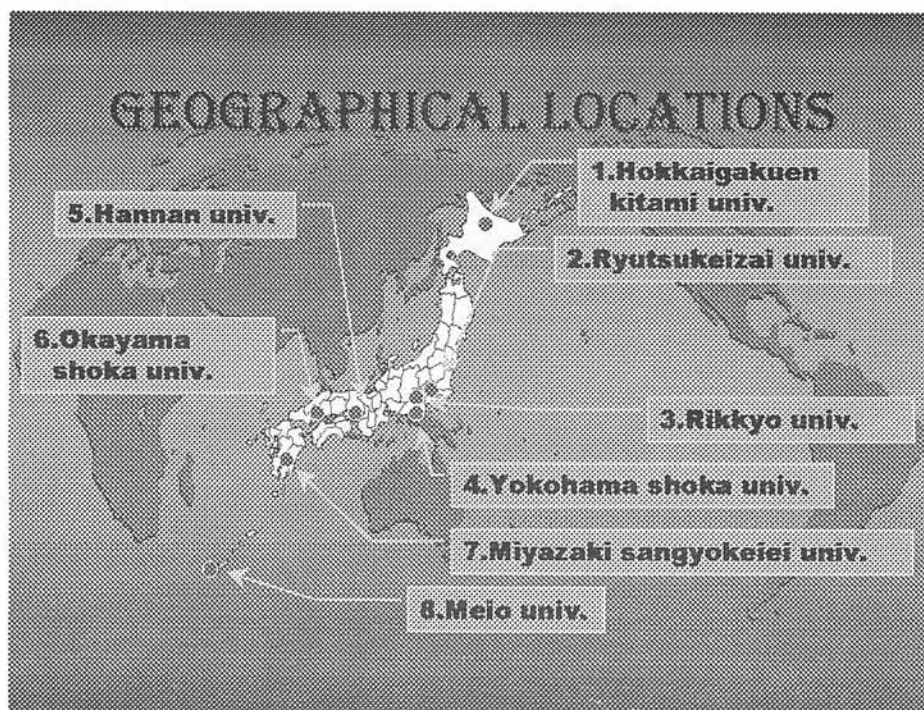 GEOGRAPHICAL LOCATIONS
1.Hokkaigakuen
kitami univ.
2.Ryutsukeizai univ.
3.Rikkyo univ.
4.Yokohama shoka univ.
5.Hannan univ.
6.Okayama
shoka univ.
7.Miyazaki sangyokeiei univ.
8.Meio univ.